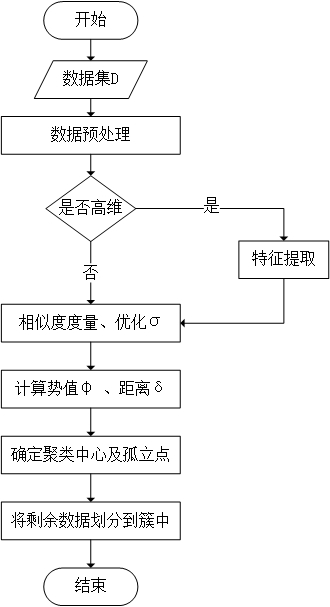 开始
数据集D
数据预处理
是否高维
是
特征提取
否
相似度度量、优化σ
计算势值φ 、距离δ
确定聚类中心及孤立点
将剩余数据划分到簇中
结束